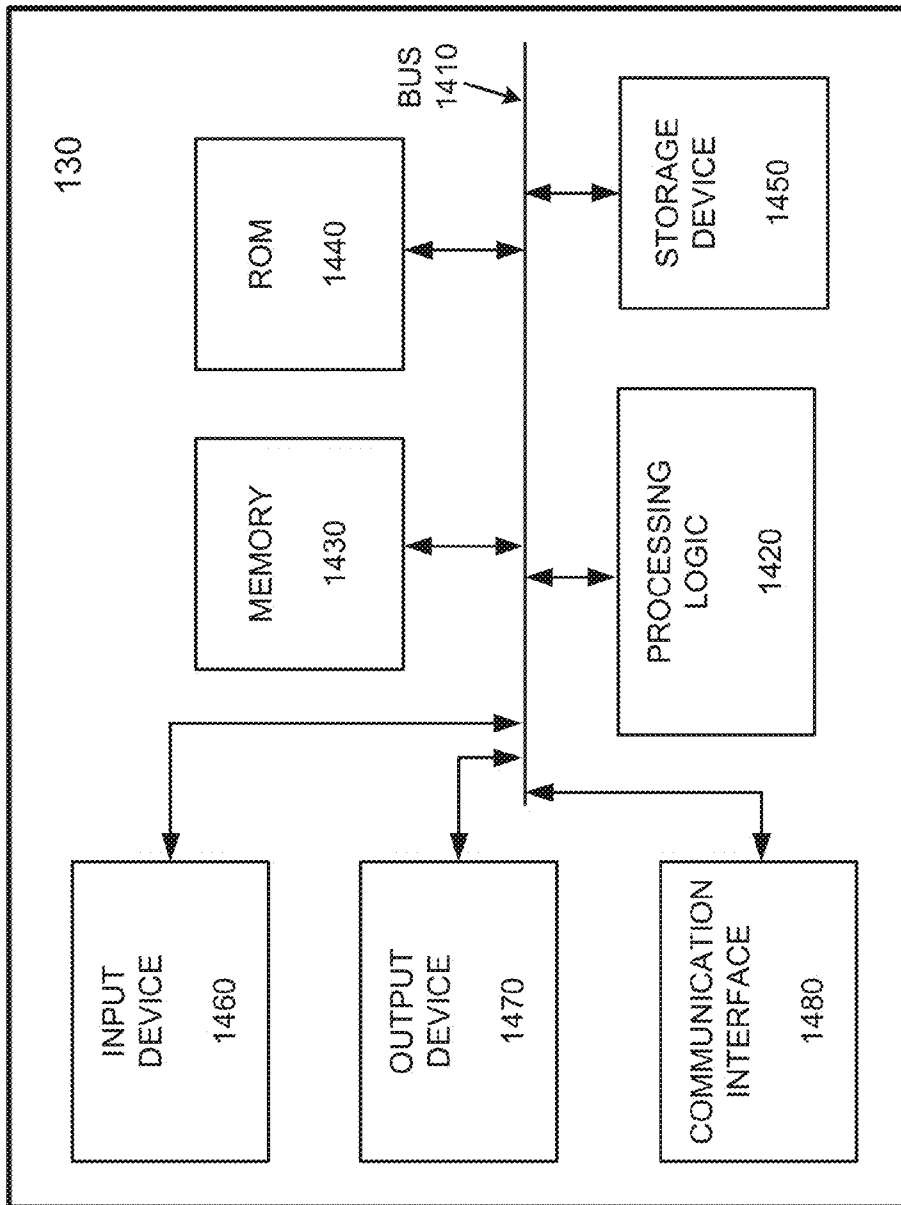 130
BUS
1410
ROM
1440
MEMORY
1430
STORAGE
DEVICE
1450
PROCESSING
LOGIC
1420
INPUT
DEVICE
1460
OUTPUT
DEVICE
1470
COMMUNICATION
INTERFACE
1480